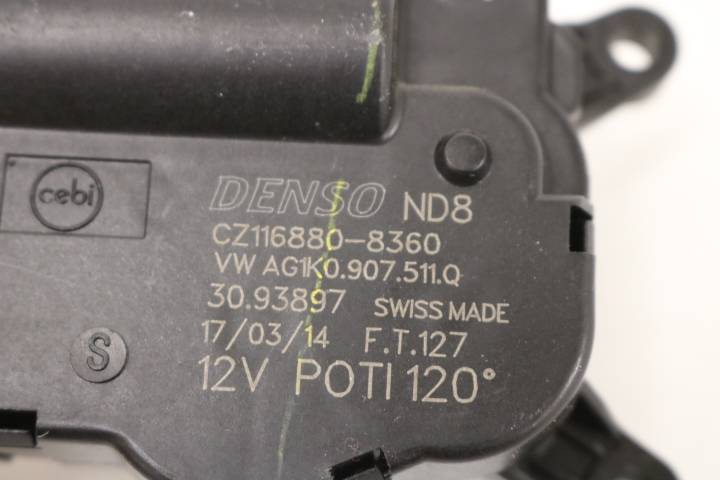 cebi
DENSO ND8
CZ116880-8360
VW AG1K0.907.511.Q
30.93897 SWISS MADE
17/03/14 F.T.127
S
12V POTI 120°